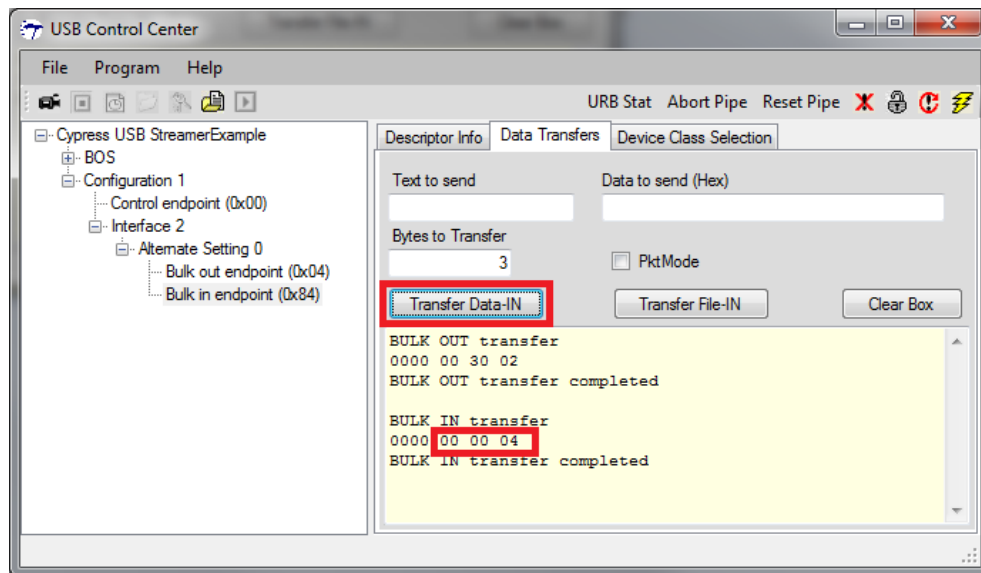 USB Control Center
File Program Help
URB Stat Abort Pipe Reset Pipe
Cypress USB StreamerExample
BOS
Configuration 1
Control endpoint (0x00)
Interface 2
Alternate Setting 0
Bulk out endpoint (0x04)
Bulk in endpoint (0x84)
Descriptor Info Data Transfers Device Class Selection
Text to send Data to send (Hex)
Bytes to Transfer
3 PktMode
Transfer Data-IN Transfer File-IN Clear Box
BULK OUT transfer
0000 00 30 02
BULK OUT transfer completed
BULK IN transfer
0000 00 00 04
BULK IN transfer completed